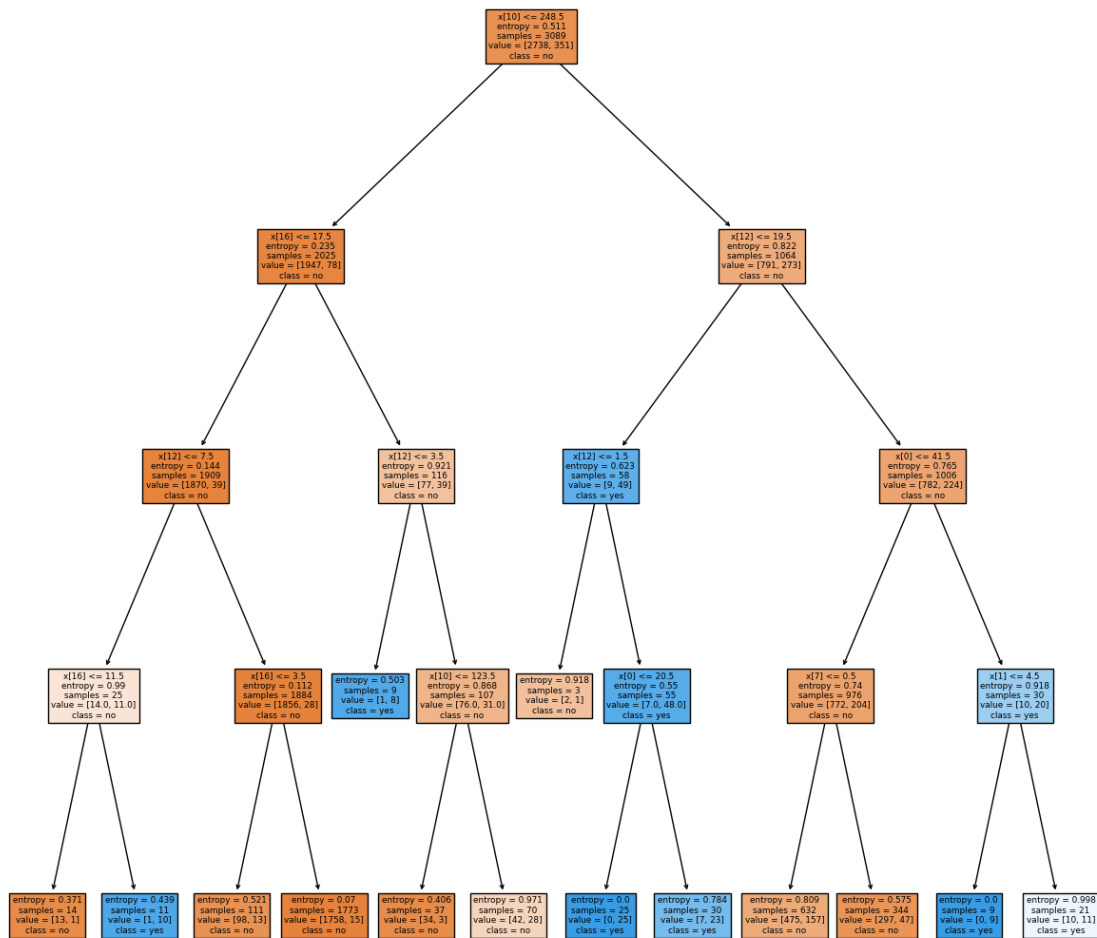 x[10] <= 248.5
entropy = 0.511
samples = 3089
value = [2738, 351]
class = no
x[16] <= 17.5
entropy = 0.235
samples = 2025
value = [1947, 78]
class = no
x[12] <= 19.5
entropy = 0.822
samples = 1064
value = [791, 273]
class = no
x[12] <= 7.5
entropy = 0.144
samples = 1909
value = [1870, 39]
class = no
x[12] <= 3.5
entropy = 0.921
samples = 116
value = [77, 39]
class = no
x[12] <= 1.5
entropy = 0.623
samples = 58
value = [9, 49]
class = yes
x[0] <= 41.5
entropy = 0.765
samples = 1006
value = [782, 224]
class = no
x[16] <= 11.5
entropy = 0.99
samples = 25
value = [14.0, 11.0]
class = no
x[16] <= 3.5
entropy = 0.112
samples = 1884
value = [1856, 28]
class = no
entropy = 0.503
samples = 9
value = [1, 8]
class = yes
x[10] <= 123.5
entropy = 0.868
samples = 107
value = [76.0, 31.0]
class = no
entropy = 0.918
samples = 3
value = [2, 1]
class = no
x[0] <= 20.5
entropy = 0.55
samples = 55
value = [7.0, 48.0]
class = yes
x[7] <= 0.5
entropy = 0.74
samples = 976
value = [772, 204]
class = no
x[1] <= 4.5
entropy = 0.918
samples = 30
value = [10, 20]
class = yes
entropy = 0.371
samples = 14
value = [13, 1]
class = no
entropy = 0.439
samples = 11
value = [1, 10]
class = yes
entropy = 0.521
samples = 111
value = [98, 13]
class = no
entropy = 0.07
samples = 1773
value = [1758, 15]
class = no
entropy = 0.406
samples = 37
value = [34, 3]
class = no
entropy = 0.971
samples = 70
value = [42, 28]
class = no
entropy = 0.0
samples = 25
value = [0, 25]
class = yes
entropy = 0.784
samples = 30
value = [7, 23]
class = yes
entropy = 0.809
samples = 632
value = [475, 157]
class = no
entropy = 0.575
samples = 344
value = [297, 47]
class = no
entropy = 0.0
samples = 9
value = [0, 9]
class = yes
entropy = 0.998
samples = 21
value = [10, 11]
class = yes